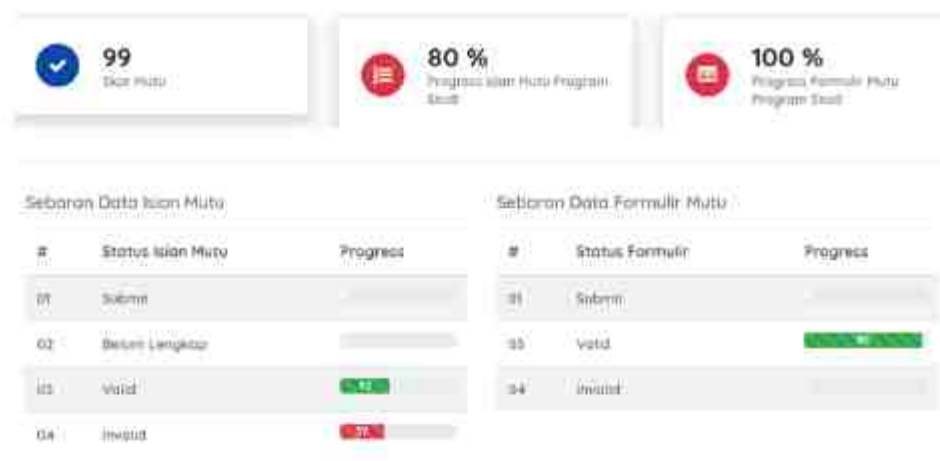 99
Skor Mutu
80 %
Progress Isian Mutu Program
Studi
100 %
Progress Formulir Mutu
Program Studi
Sebaran Data Isian Mutu
# Status Isian Mutu Progress
01 Submit
02 Belum Lengkap
03 Valid
04 Invalid
Sebaran Data Formulir Mutu
# Status Formulir Progress
01 Submit
03 Valid
04 Invalid